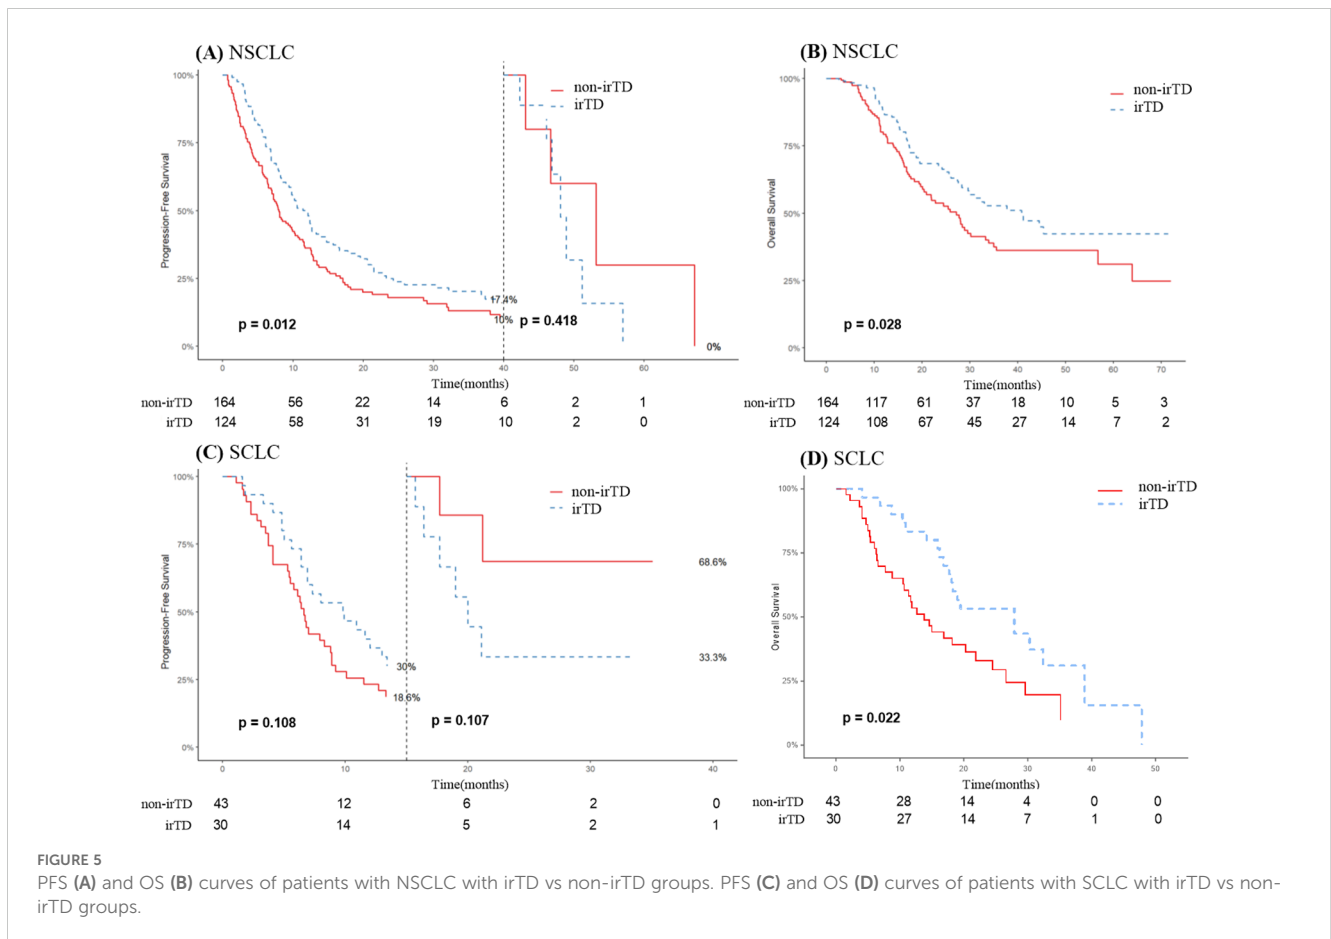 (A) NSCLC
100%
75%
50%
25%
0%
Progression-Free Survival
non-irTD
irTD
17.4%
10%
0%
p = 0.012
p = 0.418
0 10 20 30 40 50 60
Time(months)
non-irTD 164 56 22 14 6 2 1
irTD 124 58 31 19 10 2 0
(B) NSCLC
100%
75%
50%
25%
0%
Overall Survival
non-irTD
irTD
p = 0.028
0 10 20 30 40 50 60 70
Time(months)
non-irTD 164 117 61 37 18 10 5 3
irTD 124 108 67 45 27 14 7 2
(C) SCLC
100%
75%
50%
25%
0%
Progression-Free Survival
non-irTD
irTD
68.6%
33.3%
30%
18.6%
p = 0.108
p = 0.107
0 10 20 30 40
Time(months)
non-irTD 43 12 6 2 0
irTD 30 14 5 2 1
(D) SCLC
100%
75%
50%
25%
0%
Overall Survival
non-irTD
irTD
p = 0.022
0 10 20 30 40 50
Time(months)
non-irTD 43 28 14 4 0 0
irTD 30 27 14 7 1 0
FIGURE 5
PFS (A) and OS (B) curves of patients with NSCLC with irTD vs non-irTD groups. PFS (C) and OS (D) curves of patients with SCLC with irTD vs non-
irTD groups.